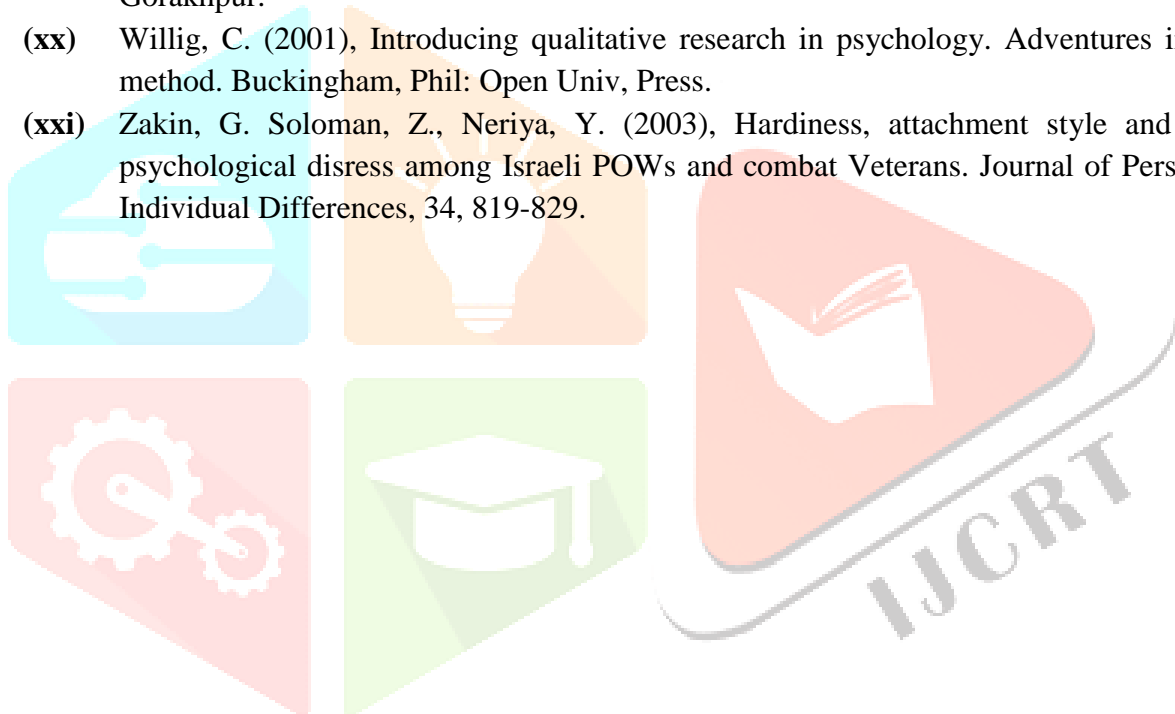 Gorakhpur.
(xx) Willig, C. (2001), Introducing qualitative research in psychology. Adventures i
method. Buckingham, Phil: Open Univ, Press.
(xxi) Zakin, G. Soloman, Z., Neriya, Y. (2003), Hardiness, attachment style and
psychological disress among Israeli POWs and combat Veterans. Journal of Pers
Individual Differences, 34, 819-829.
IJCRT